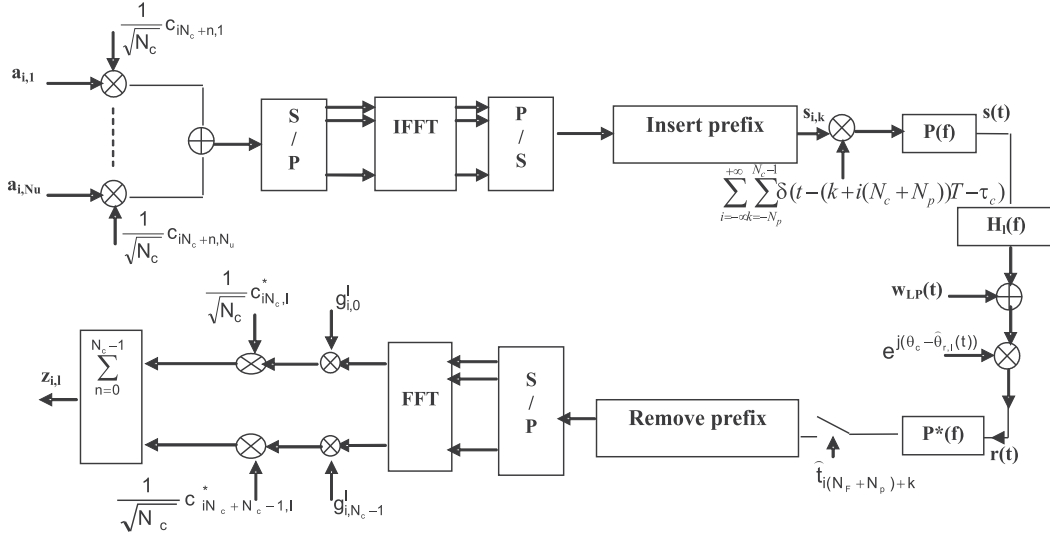 1/√N_c c_{iN_c+n,1}
a_{i,1}
a_{i,Nu}
1/√N_c c_{iN_c+n,N_u}
S / P
IFFT
P / S
Insert prefix
s_{i,k}
∑_{i=-∞}^{+∞} ∑_{k=-N_p}^{N_c-1} δ(t-(k+i(N_c+N_p))T-τ_c)
P(f)
s(t)
H_l(f)
w_{LP}(t)
e^{j(θ_c-θ̂_{r,l}(t))}
r(t)
P*(f)
t̂_{i(N_F+N_p)+k}
Remove prefix
S / P
FFT
g^l_{i,0}
1/√N_c c^*_{iN_c,l}
g^l_{i,N_c-1}
1/√N_c c^*_{iN_c+N_c-1,l}
∑_{n=0}^{N_c-1}
z_{i,l}